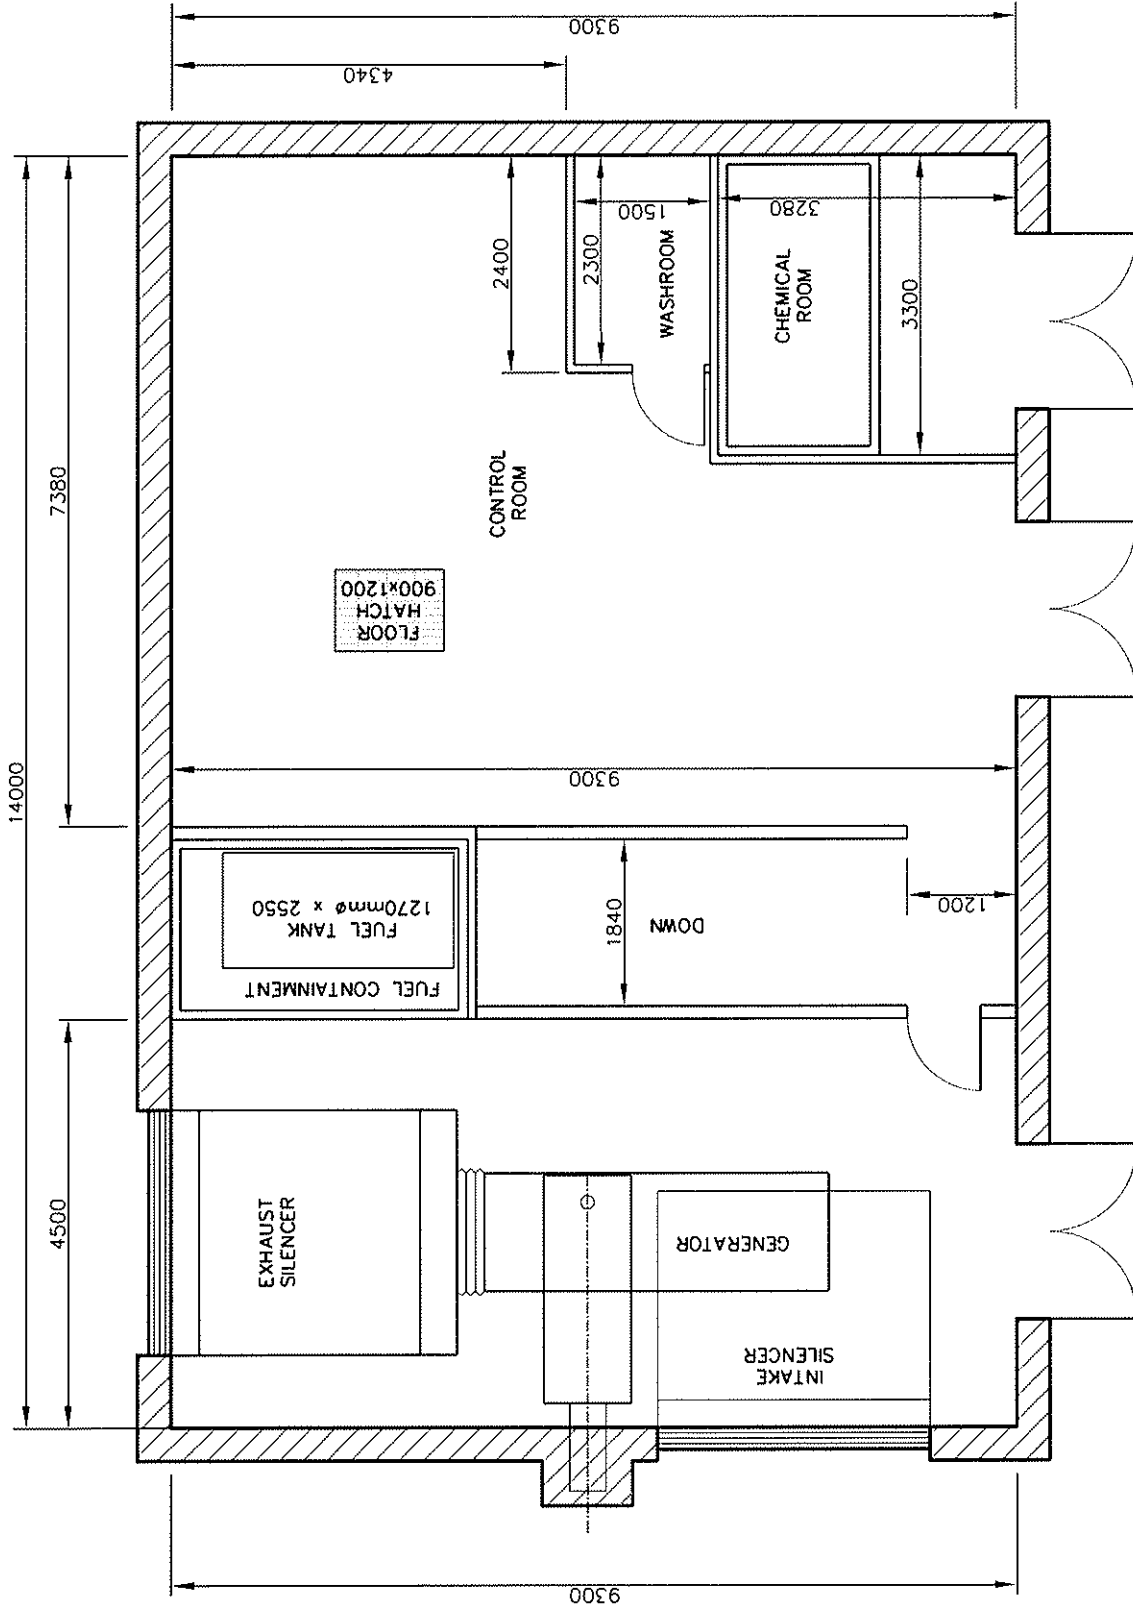 9300
4340
14000
7380
2400
2300
1500
WASHROOM
3280
CHEMICAL
ROOM
3300
CONTROL
ROOM
FLOOR
HATCH
900x1200
9300
FUEL TANK
1270mmø x 2550
FUEL CONTAINMENT
1840
DOWN
1200
4500
EXHAUST
SILENCER
GENERATOR
INTAKE
SILENCER
9300